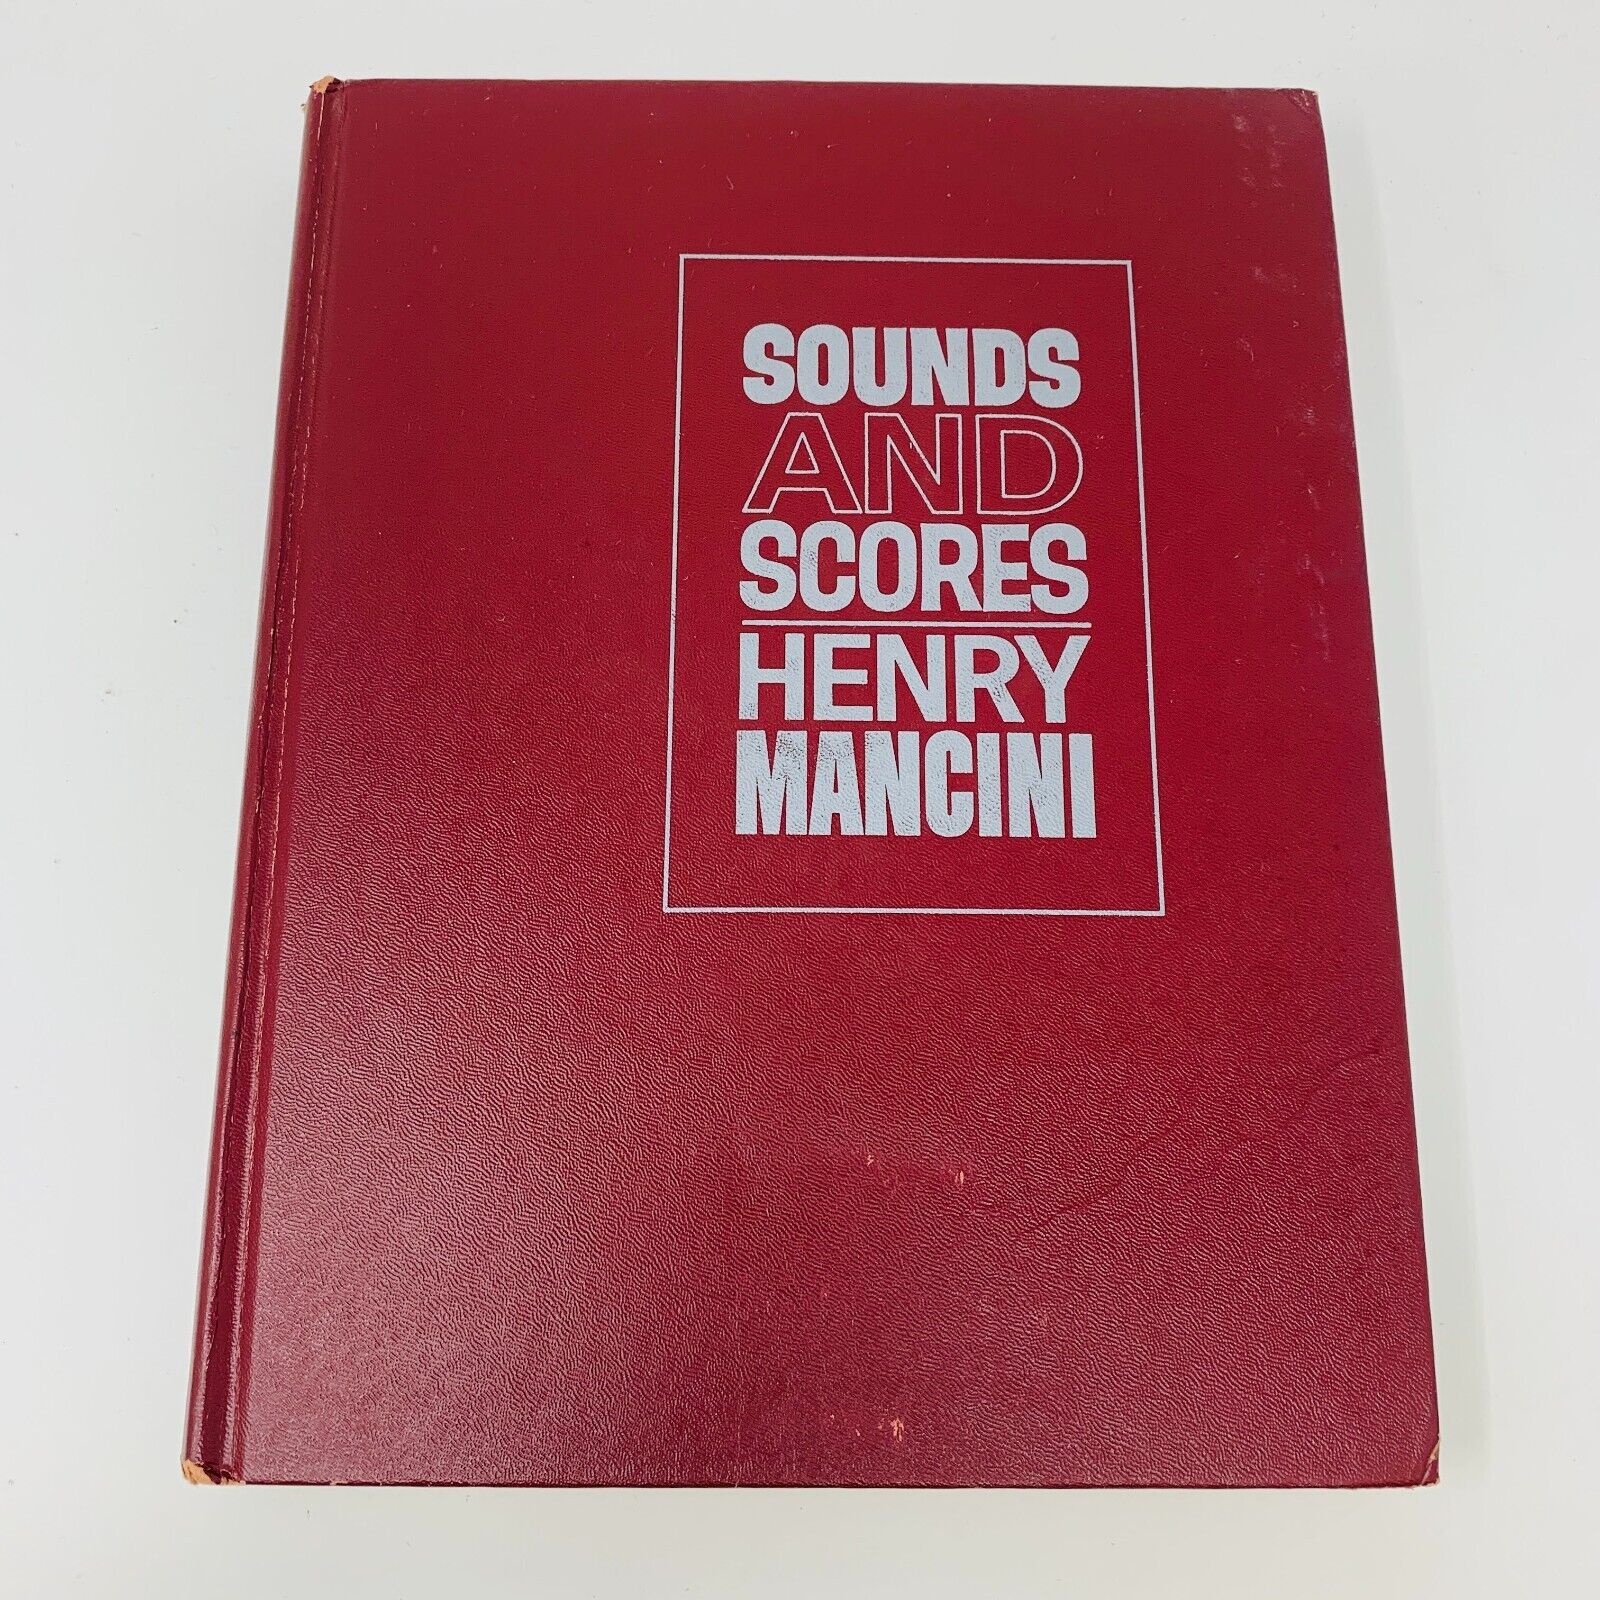 SOUNDS
AND
SCORES
HENRY
MANCINI